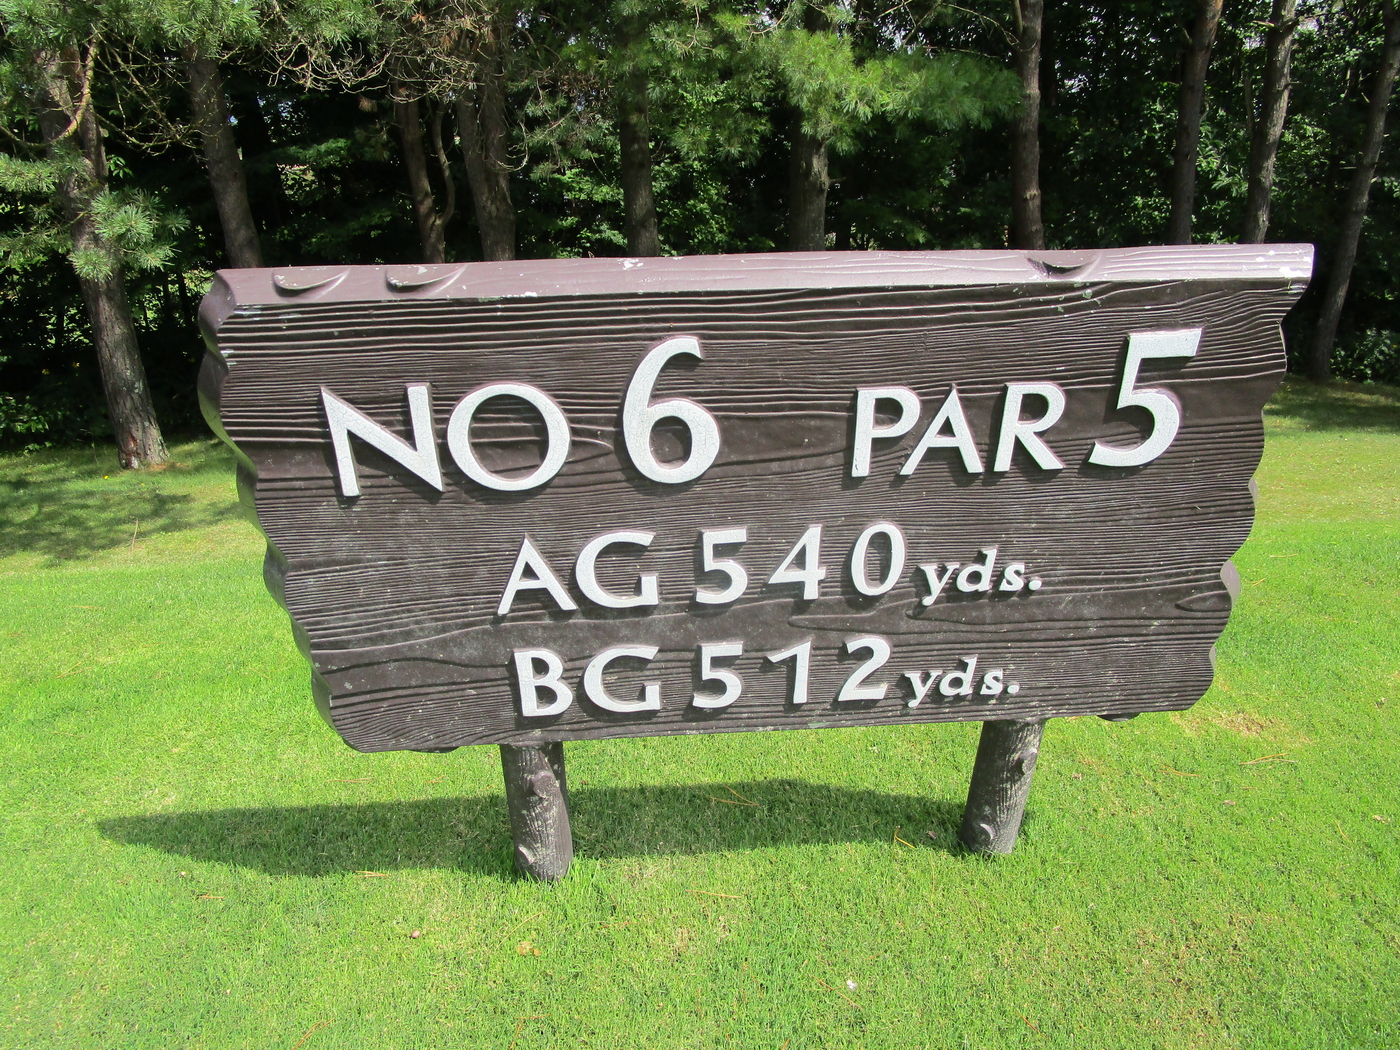 NO 6 PAR 5
AG 540 yds.
BG 512 yds.